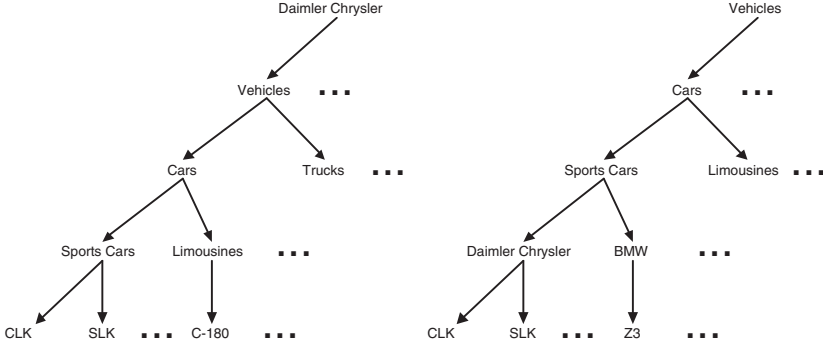 Daimler Chrysler
Vehicles ...
Cars Trucks ...
Sports Cars Limousines ...
CLK SLK ... C-180 ...
Vehicles
Cars ...
Sports Cars Limousines ...
Daimler Chrysler BMW ...
CLK SLK ... Z3 ...